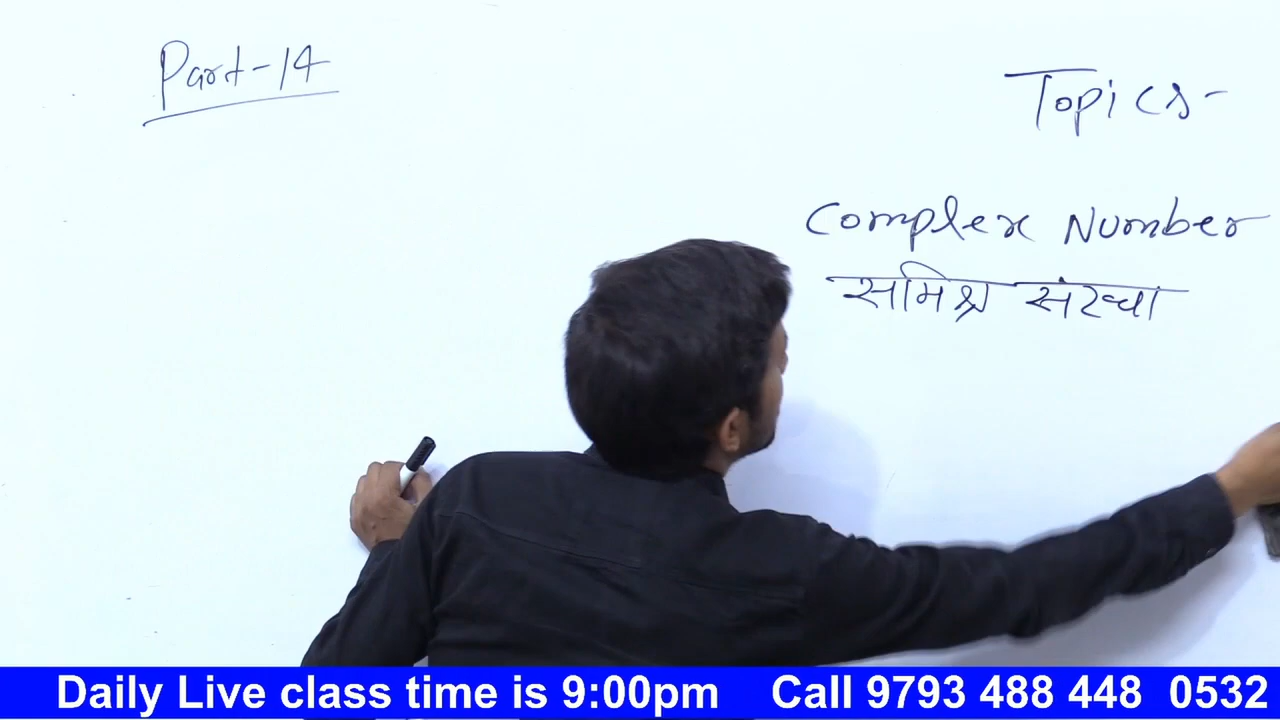 Part-14
Topics-
Complex Number
समिश्र संख्या
Daily Live class time is 9:00pm Call 9793 488 448 0532